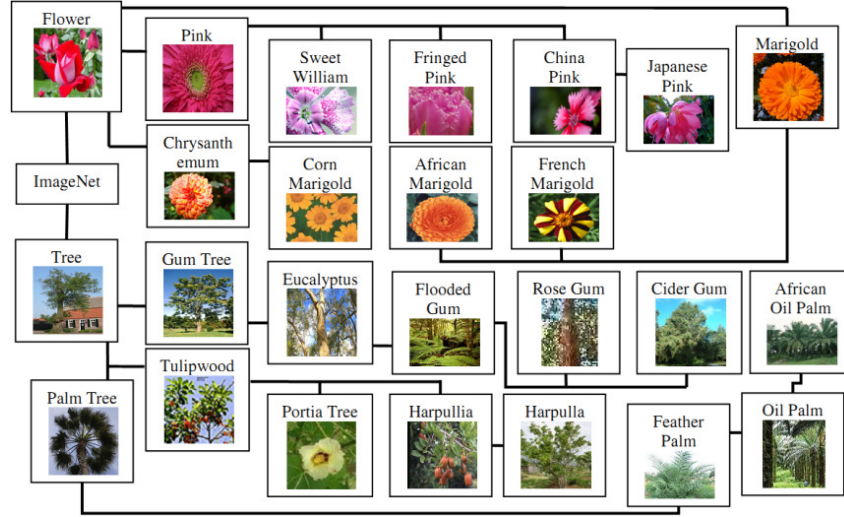 Flower
Pink
Sweet
William
Fringed
Pink
China
Pink
Japanese
Pink
Marigold
Chrysanth
emum
Corn
Marigold
African
Marigold
French
Marigold
ImageNet
Tree
Gum Tree
Eucalyptus
Flooded
Gum
Rose Gum
Cider Gum
African
Oil Palm
Palm Tree
Tulipwood
Portia Tree
Harpullia
Harpulla
Feather
Palm
Oil Palm